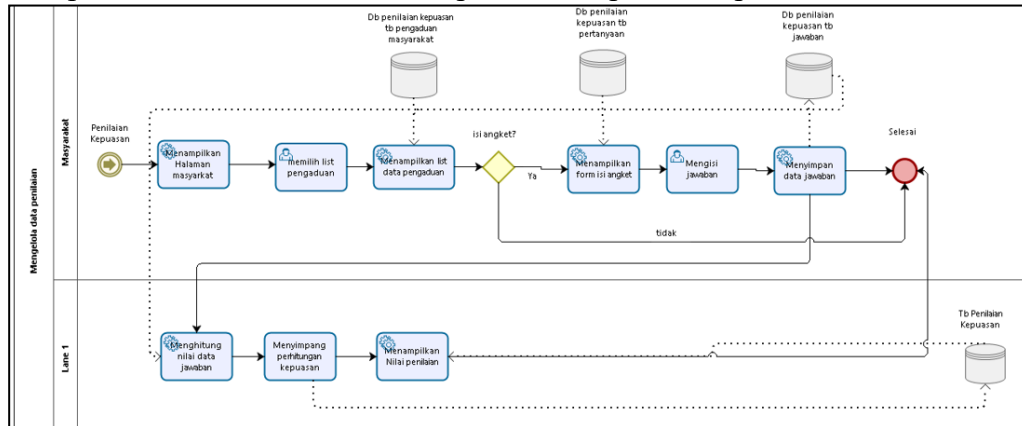 Db penilaian kepuasan
tb pengaduan
masyarakat
Db penilaian
kepuasan tb
pertanyaan
Db penilaian
kepuasan tb
jawaban
Mengelola data penilaian
Masyarakat
Penilaian
Kepuasan
Menampilkan
Halaman
masyarkat
memilih list
pengaduan
Menampilkan list
data pengaduan
isi angket?
Ya
tidak
Menampilkan
form isi angket
Mengisi
jawaban
Menyimpan
data jawaban
Selesai
Lane 1
Menghitung
nilai data
jawaban
Menyimpang
perhitungan
kepuasan
Menampilkan
Nilai penilaian
Tb Penilaian
Kepuasan